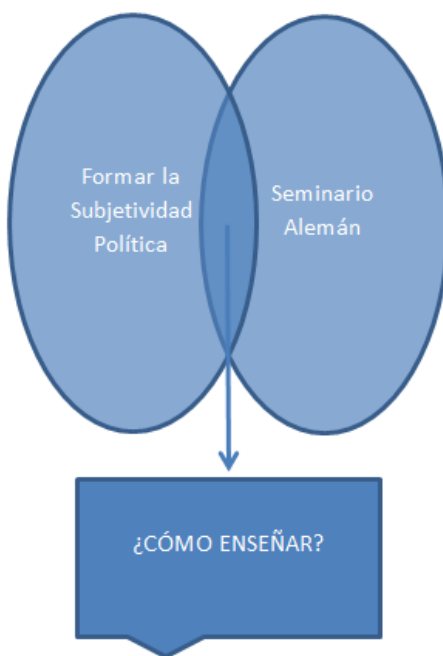 Formar la
Subjetividad
Política
Seminario
Alemán
¿CÓMO ENSEÑAR?